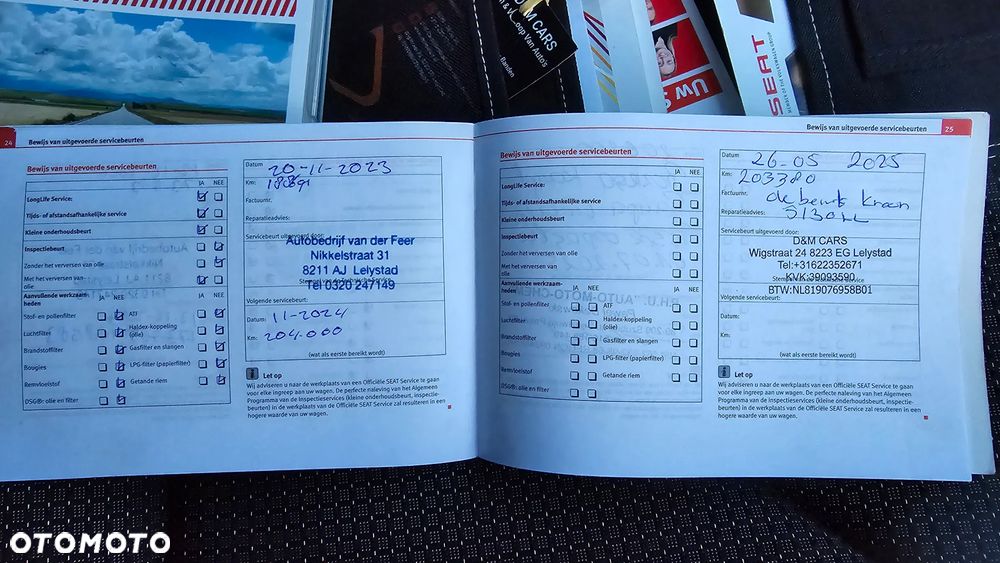 D&M CARS
oop Van Auto's
Banden
SEAT
Uw S
24
Bewijs van uitgevoerde servicebeurten
Bewijs van uitgevoerde servicebeurten
JA NEE
LongLife Service:
Tijds- of afstandsafhankelijke service
Kleine onderhoudsbeurt
Inspectiebeurt
Zonder het verversen van olie
Met het verversen van olie
Aanvullende werkzaamheden
JA NEE
JA NEE
Stof- en pollenfilter
ATF
Luchtfilter
Haldex-koppeling (olie)
Brandstoffilter
Gasfilter en slangen
Bougies
LPG-filter (papierfilter)
Remvloeistof
Getande riem
DSG®: olie en filter
Datum
20-11-2023
Km:
Factuurnr.
Reparatieadvies:
Servicebeurt uitgevoerd door:
Autobedrijf van der Feer
Nikkelstraat 31
8211 AJ Lelystad
Tel 0320 247149
Volgende servicebeurt:
Datum:
11-2024
Km:
204.000
(wat als eerste bereikt wordt)
Let op
Wij adviseren u naar de werkplaats van een Officiële SEAT Service te gaan
voor elke ingreep aan uw wagen. De perfecte naleving van het Algemeen
Programma van de Inspectieservices (kleine onderhoudsbeurt, inspectie-
beurten) in de werkplaats van de Officiële SEAT Service zal resulteren in een
hogere waarde van uw wagen.
Bewijs van uitgevoerde servicebeurten
25
Bewijs van uitgevoerde servicebeurten
JA NEE
LongLife Service:
Tijds- of afstandsafhankelijke service
Kleine onderhoudsbeurt
Inspectiebeurt
Zonder het verversen van olie
Met het verversen van olie
Aanvullende werkzaamheden
JA NEE
JA NEE
Stof- en pollenfilter
ATF
Luchtfilter
Haldex-koppeling (olie)
Brandstoffilter
Gasfilter en slangen
Bougies
LPG-filter (papierfilter)
Remvloeistof
Getande riem
DSG®: olie en filter
Datum
26-05 2025
Km:
203380
Factuurnr.
Reparatieadvies:
Servicebeurt uitgevoerd door:
D&M CARS
Wigstraat 24 8223 EG Lelystad
Tel:+31622352671
KVK:39093590
BTW:NL819076958B01
Volgende servicebeurt:
Datum:
Km:
(wat als eerste bereikt wordt)
Let op
Wij adviseren u naar de werkplaats van een Officiële SEAT Service te gaan
voor elke ingreep aan uw wagen. De perfecte naleving van het Algemeen
Programma van de Inspectieservices (kleine onderhoudsbeurt, inspectie-
beurten) in de werkplaats van de Officiële SEAT Service zal resulteren in een
hogere waarde van uw wagen.
OTOMOTO